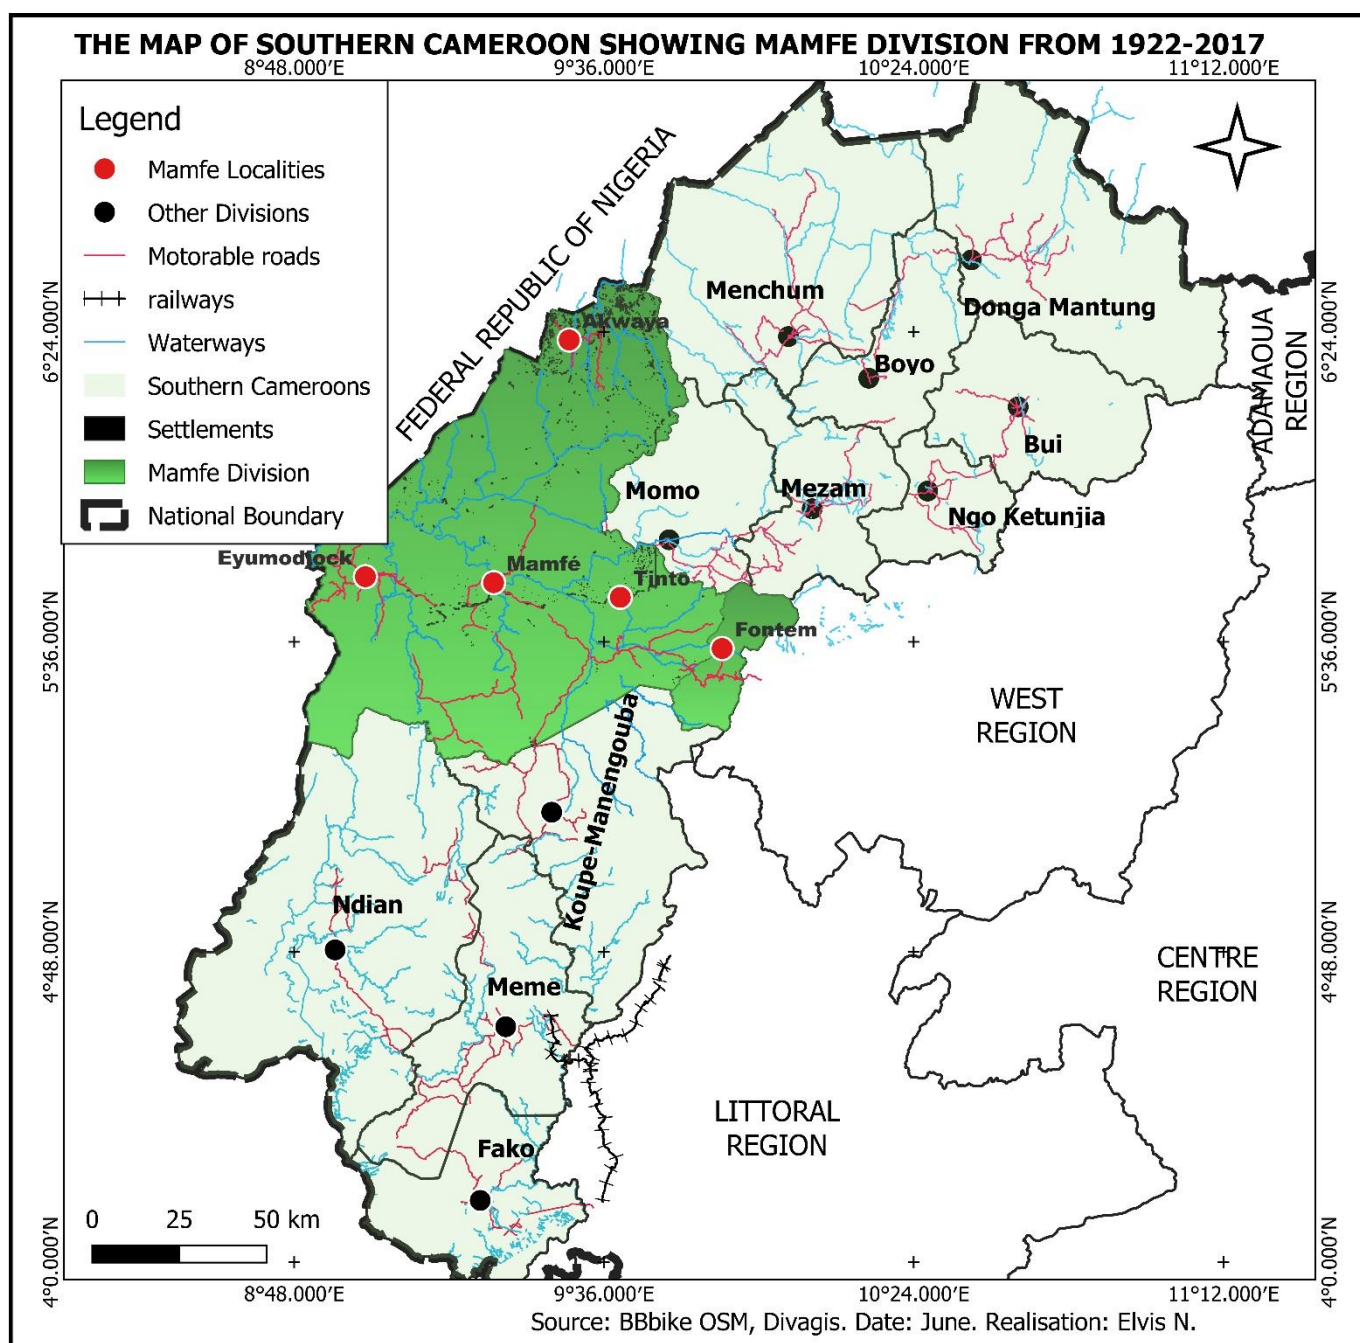 THE MAP OF SOUTHERN CAMEROON SHOWING MAMFE DIVISION FROM 1922-2017
8°48.000'E
9°36.000'E
10°24.000'E
11°12.000'E
Legend
Mamfe Localities
Other Divisions
Motorable roads
railways
Waterways
Southern Cameroons
Settlements
Mamfe Division
National Boundary
FEDERAL REPUBLIC OF NIGERIA
6°24.000'N
6°24.000'N
ADAMAOUA
REGION
Menchum
Donga Mantung
Akwaya
Boyo
Bui
Momo
Mezam
Ngo Ketunjia
Eyumodjock
Mamfé
Tinto
Fontem
5°36.000'N
5°36.000'N
WEST
REGION
Koupe-Manengouba
Ndian
4°48.000'N
4°48.000'N
CENTRE
REGION
Meme
LITTORAL
REGION
Fako
0 25 50 km
4°0.000'N
4°0.000'N
8°48.000'E
9°36.000'E
10°24.000'E
11°12.000'E
Source: BBbike OSM, Divagis. Date: June. Realisation: Elvis N.